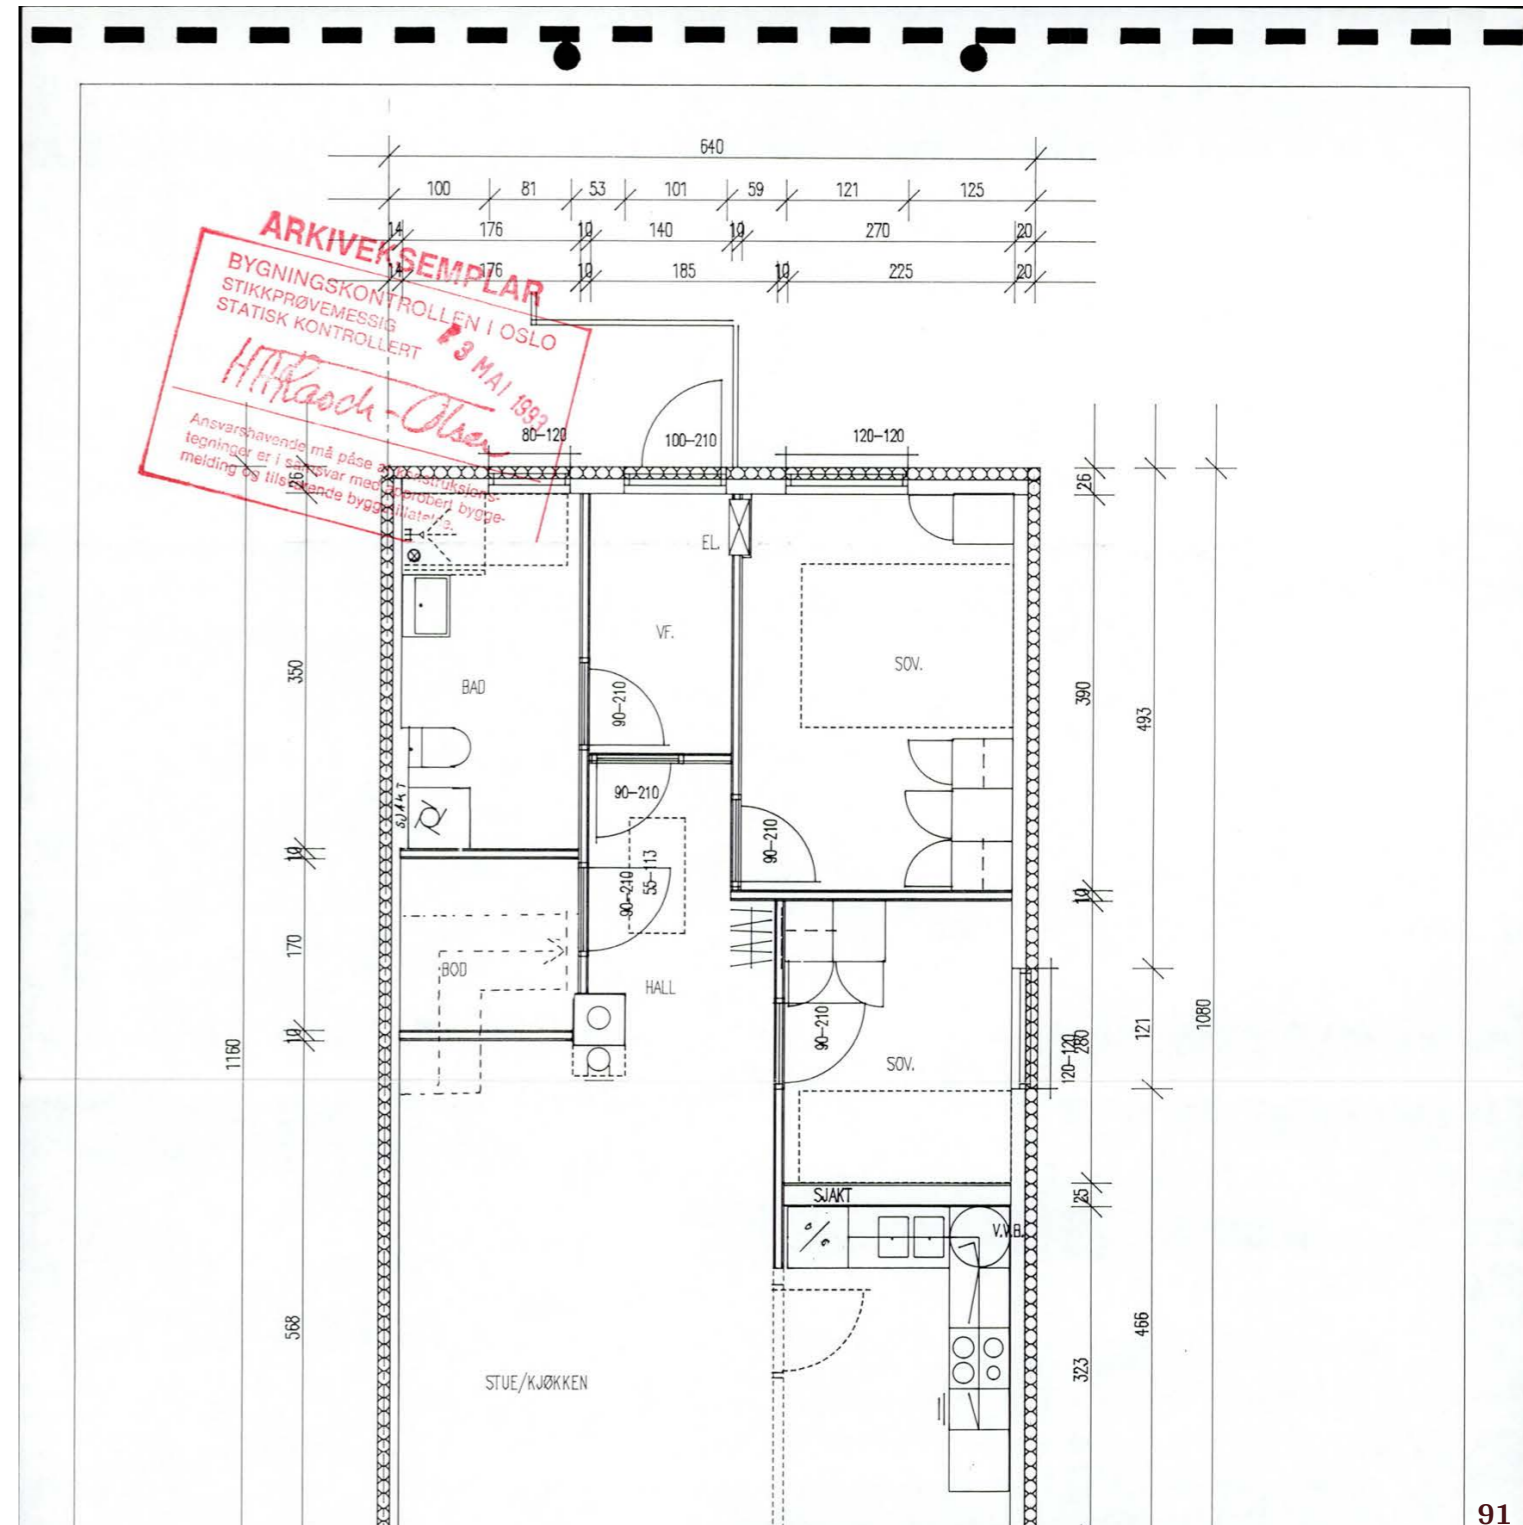 640
100 81 53 101 59 121 125
14 176 10 140 10 270 20
14 176 10 185 10 225 20
ARKIVEKSEMPLAR
BYGNINGSKONTROLLEN I OSLO
STIKKPRØVEMESSIG
STATISK KONTROLLERT
3 MAI 1993
Ansvarshavende må påse at konstruksjons-
tegninger er i samsvar med approbert bygge-
melding og tilhørende byggetillatelse.
80-120
100-210
120-120
26
26
EL.
VF.
SOV.
BAD
350
90-210
390
493
SJAKT
90-210
90-210
55-113
90-210
10
10
170
BOD
HALL
10
1160
90-210
SOV.
120-120
280
121
1080
SJAKT
25
V.V.B.
568
466
323
STUE/KJØKKEN
91